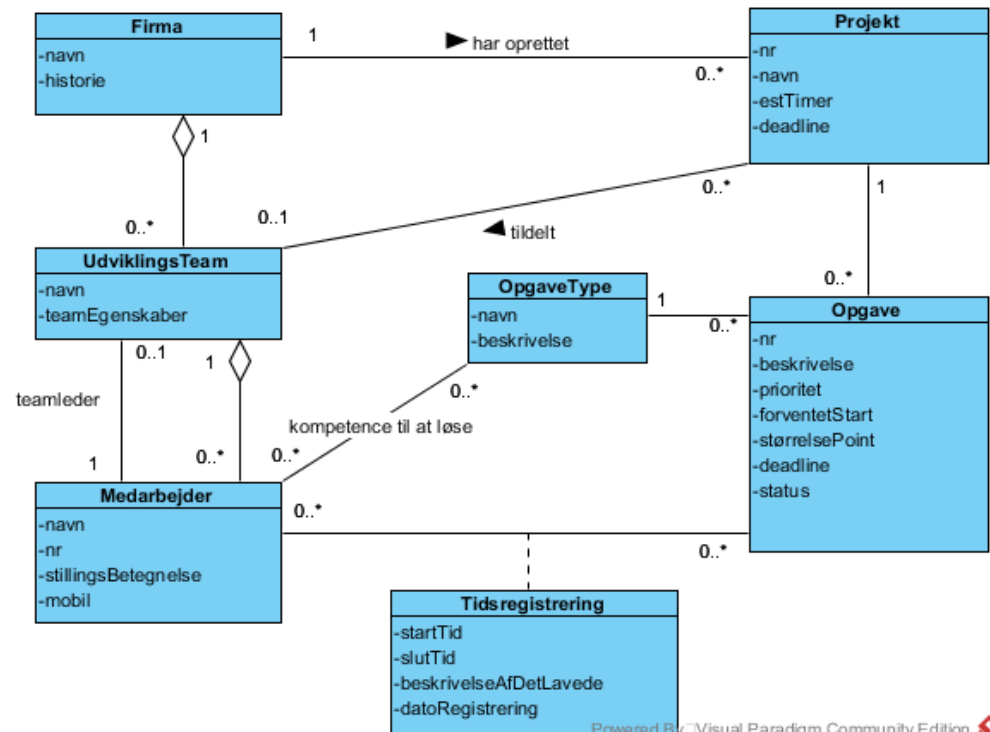 Firma
-navn
-historie
1
har oprettet
0..*
Projekt
-nr
-navn
-estTimer
-deadline
1
0..*
0..1
tildelt
0..*
1
0..*
UdviklingsTeam
-navn
-teamEgenskaber
OpgaveType
-navn
-beskrivelse
1
0..*
Opgave
-nr
-beskrivelse
-prioritet
-forventetStart
-størrelsePoint
-deadline
-status
0..1
1
teamleder
0..*
kompetence til at løse
1
0..*
0..*
Medarbejder
-navn
-nr
-stillingsBetegnelse
-mobil
0..*
0..*
Tidsregistrering
-startTid
-slutTid
-beskrivelseAfDetLavede
-datoRegistrering
Powered By Visual Paradigm Community Edition